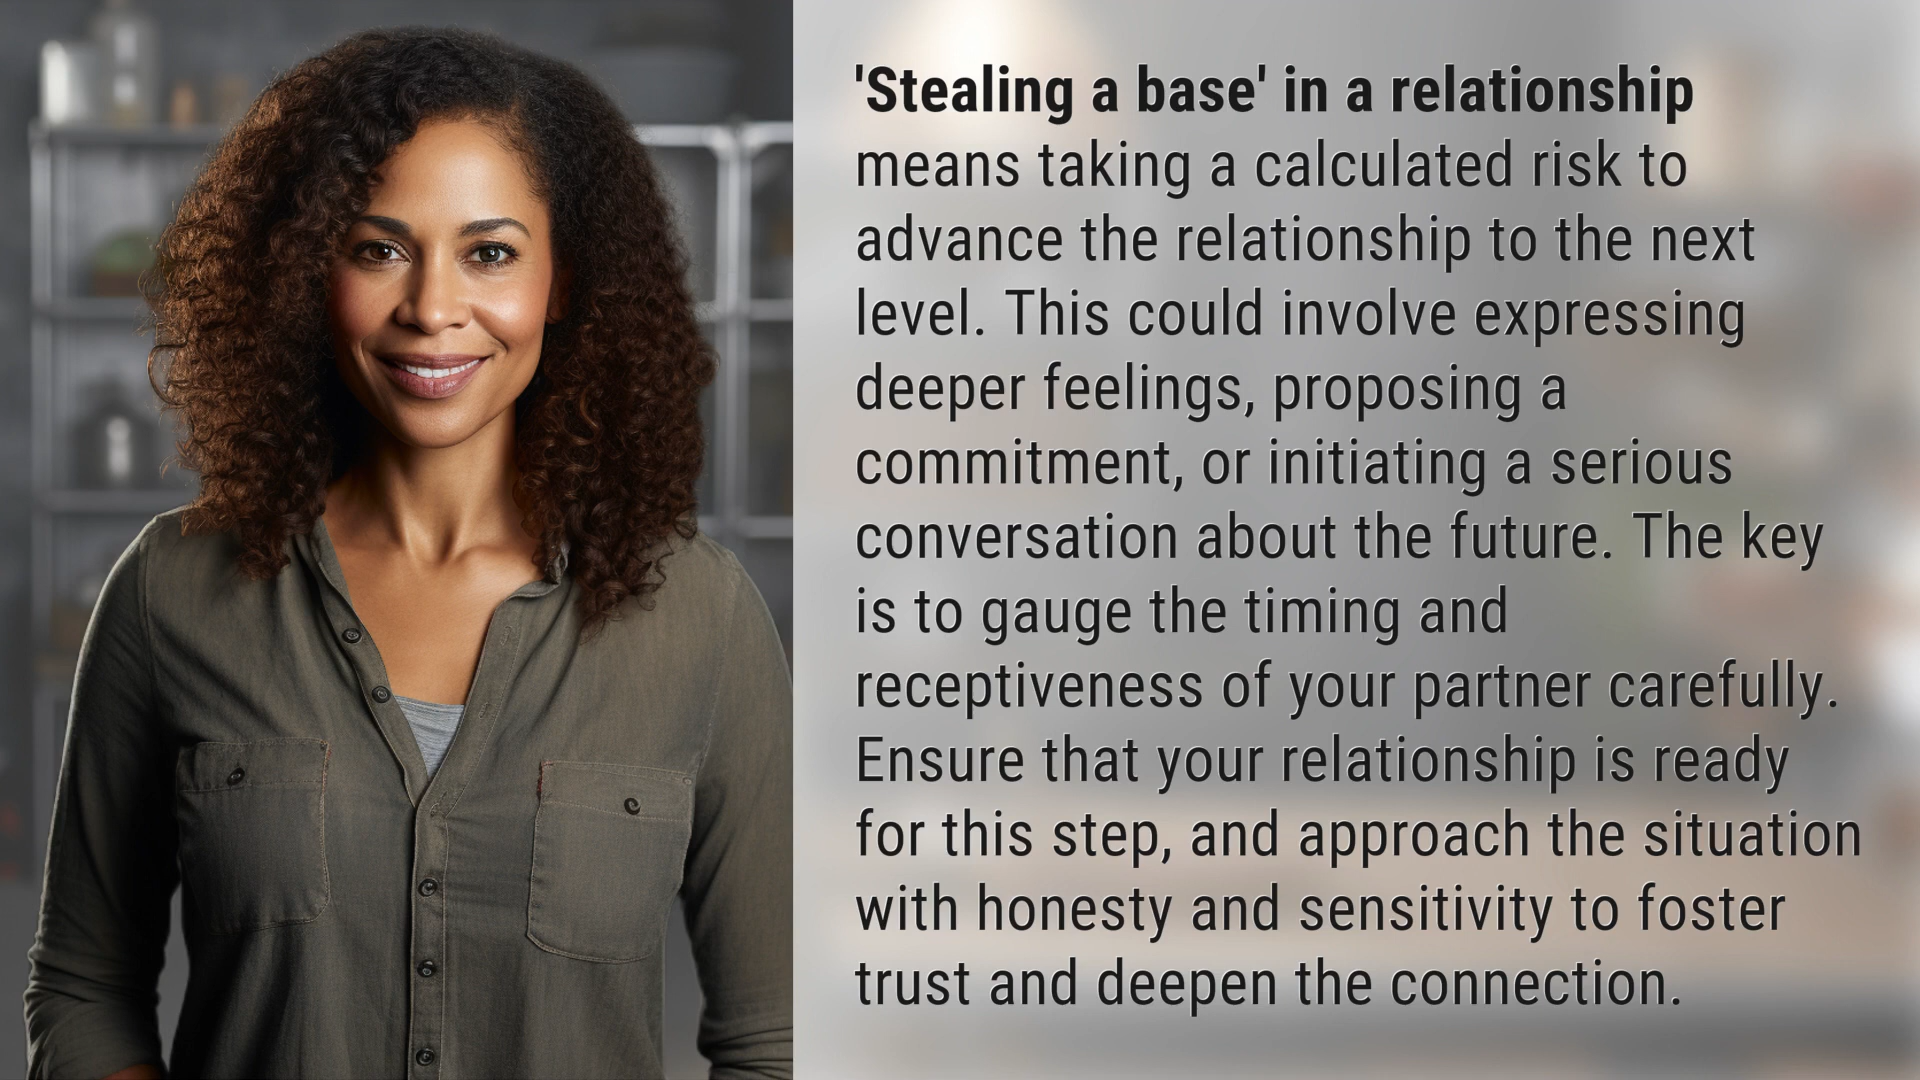 'Stealing a base' in a relationship
means taking a calculated risk to
advance the relationship to the next
level. This could involve expressing
deeper feelings, proposing a
commitment, or initiating a serious
conversation about the future. The key
is to gauge the timing and
receptiveness of your partner carefully.
Ensure that your relationship is ready
for this step, and approach the situation
with honesty and sensitivity to foster
trust and deepen the connection.